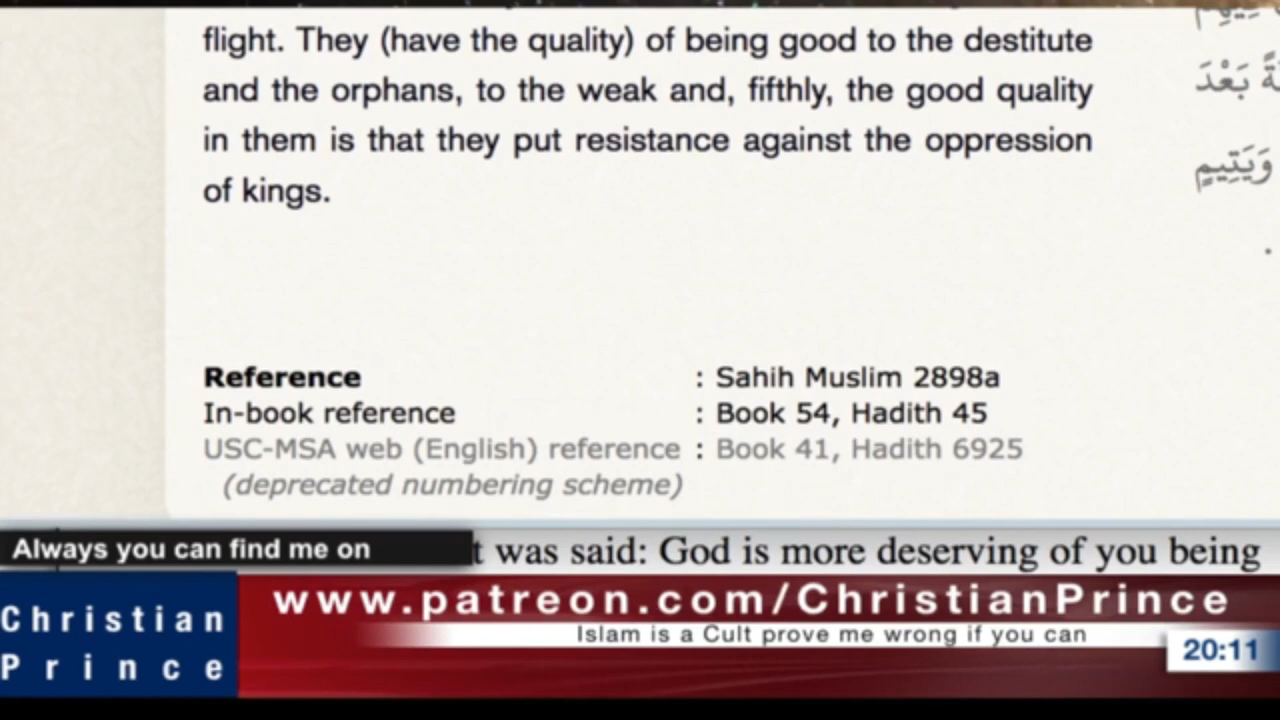 flight. They (have the quality) of being good to the destitute
and the orphans, to the weak and, fifthly, the good quality
in them is that they put resistance against the oppression
of kings.
بَعْدَ
وَيَتِيمٍ
.
Reference : Sahih Muslim 2898a
In-book reference : Book 54, Hadith 45
USC-MSA web (English) reference : Book 41, Hadith 6925
(deprecated numbering scheme)
Always you can find me on
t was said: God is more deserving of you being
Christian
Prince
www.patreon.com/ChristianPrince
Islam is a Cult prove me wrong if you can
20:11